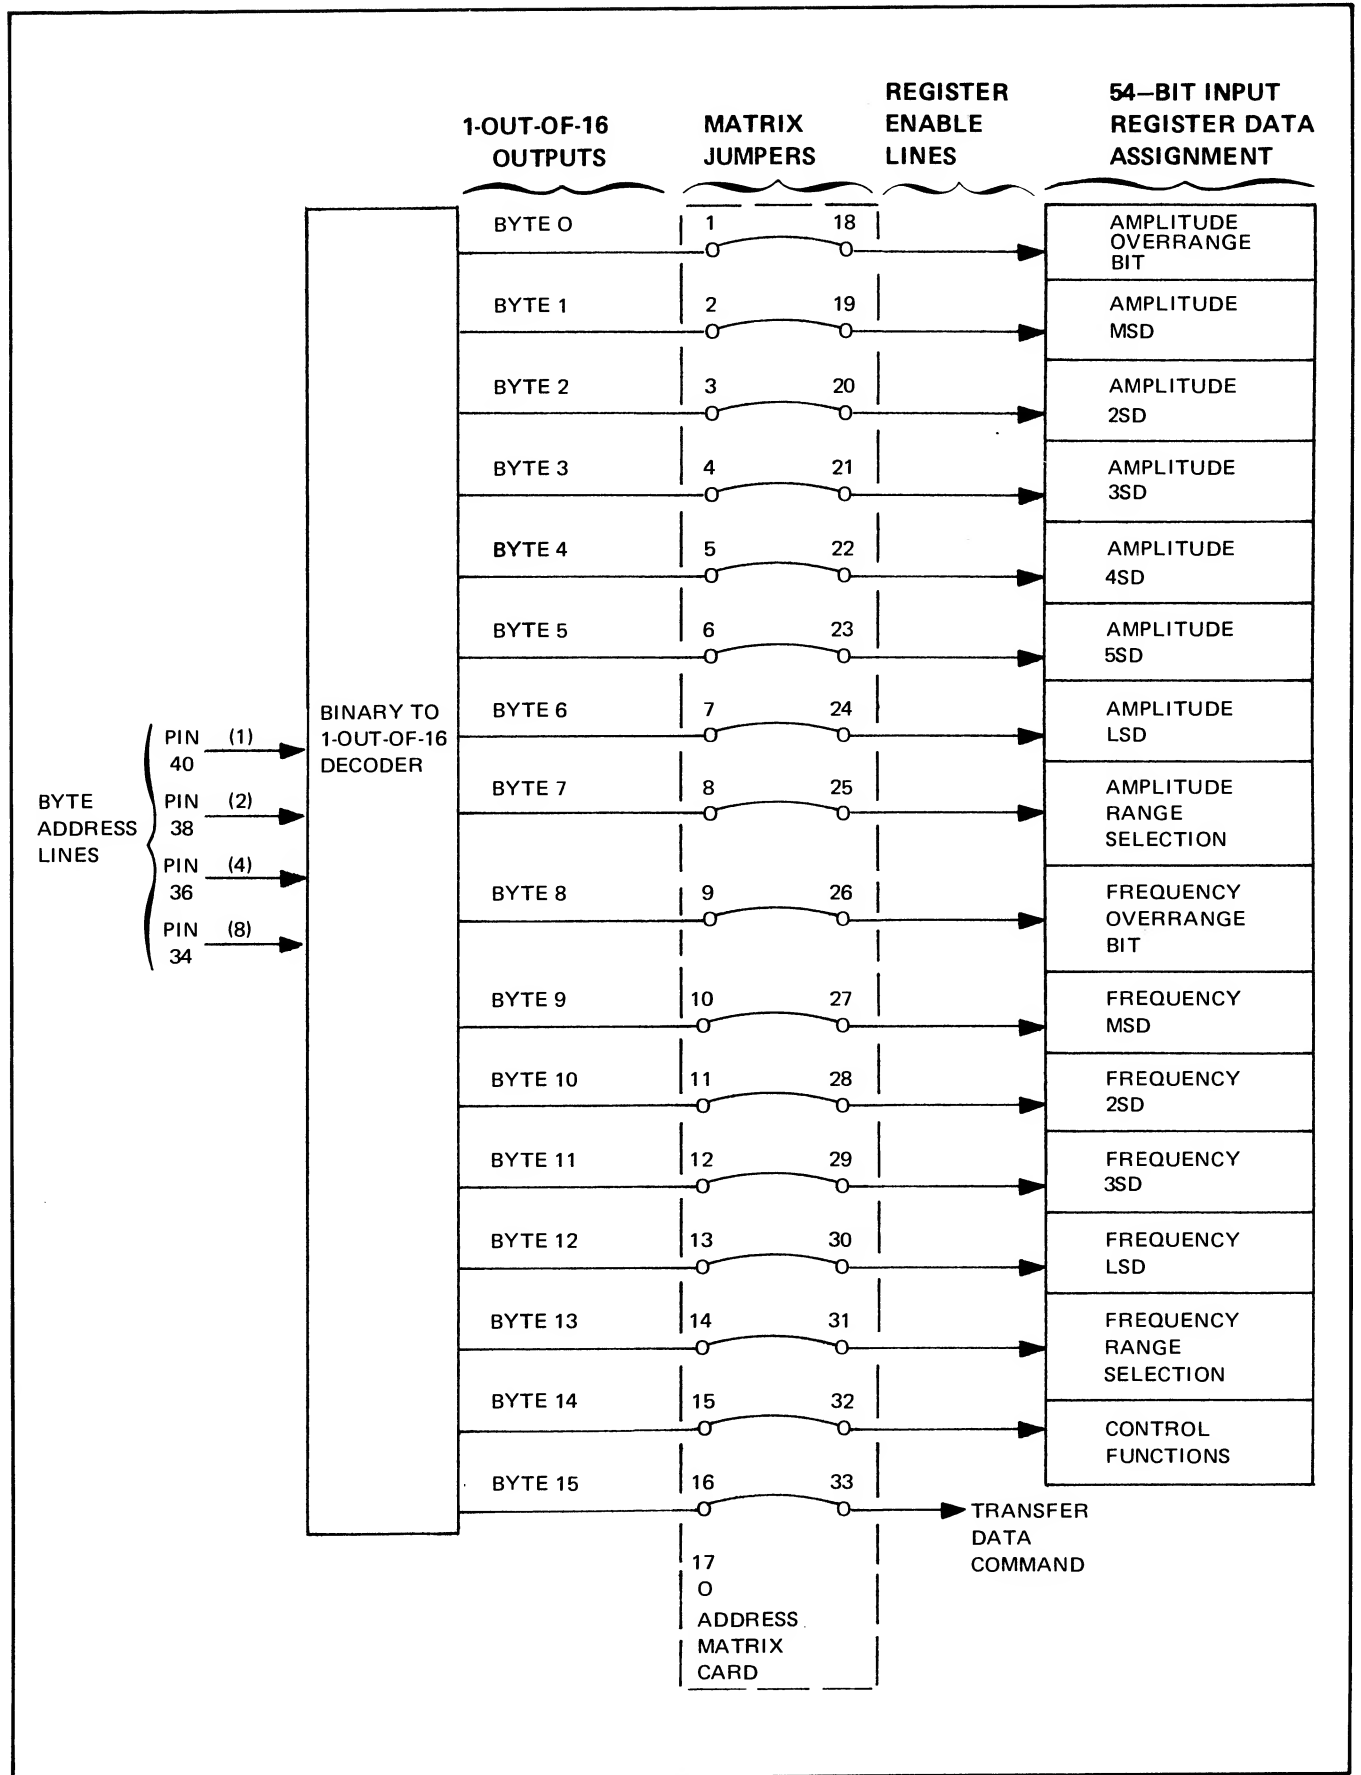 1-OUT-OF-16
OUTPUTS
MATRIX
JUMPERS
REGISTER
ENABLE
LINES
54–BIT INPUT
REGISTER DATA
ASSIGNMENT
BYTE 0 1 18 AMPLITUDE
OVERRANGE
BIT
BYTE 1 2 19 AMPLITUDE
MSD
BYTE 2 3 20 AMPLITUDE
2SD
BYTE 3 4 21 AMPLITUDE
3SD
BYTE 4 5 22 AMPLITUDE
4SD
BYTE 5 6 23 AMPLITUDE
5SD
BYTE 6 7 24 AMPLITUDE
LSD
BYTE 7 8 25 AMPLITUDE
RANGE
SELECTION
BYTE 8 9 26 FREQUENCY
OVERRANGE
BIT
BYTE 9 10 27 FREQUENCY
MSD
BYTE 10 11 28 FREQUENCY
2SD
BYTE 11 12 29 FREQUENCY
3SD
BYTE 12 13 30 FREQUENCY
LSD
BYTE 13 14 31 FREQUENCY
RANGE
SELECTION
BYTE 14 15 32 CONTROL
FUNCTIONS
BYTE 15 16 33 TRANSFER
DATA
COMMAND
17
ADDRESS
MATRIX
CARD
BINARY TO
1-OUT-OF-16
DECODER
BYTE
ADDRESS
LINES
PIN (1)
40
PIN (2)
38
PIN (4)
36
PIN (8)
34